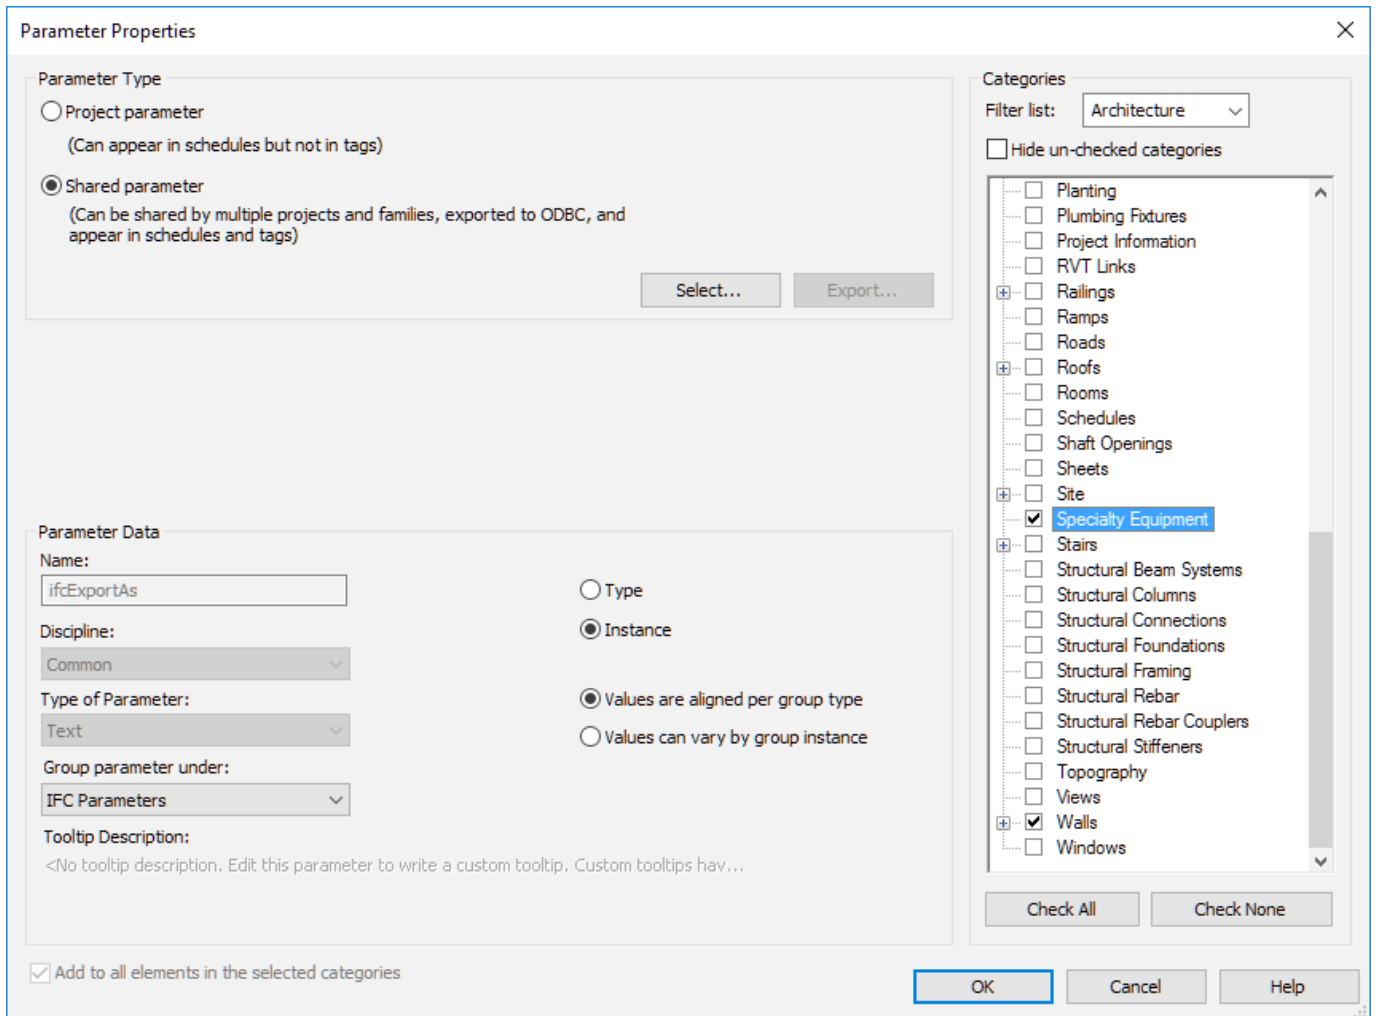 Parameter Properties
Parameter Type
Project parameter
(Can appear in schedules but not in tags)
Shared parameter
(Can be shared by multiple projects and families, exported to ODBC, and
appear in schedules and tags)
Select...
Export...
Parameter Data
Name:
ifcExportAs
Discipline:
Common
Type of Parameter:
Text
Group parameter under:
IFC Parameters
Tooltip Description:
<No tooltip description. Edit this parameter to write a custom tooltip. Custom tooltips hav...
Type
Instance
Values are aligned per group type
Values can vary by group instance
Add to all elements in the selected categories
Categories
Filter list:
Architecture
Hide un-checked categories
Planting
Plumbing Fixtures
Project Information
RVT Links
Railings
Ramps
Roads
Roofs
Rooms
Schedules
Shaft Openings
Sheets
Site
Specialty Equipment
Stairs
Structural Beam Systems
Structural Columns
Structural Connections
Structural Foundations
Structural Framing
Structural Rebar
Structural Rebar Couplers
Structural Stiffeners
Topography
Views
Walls
Windows
Check All
Check None
OK
Cancel
Help